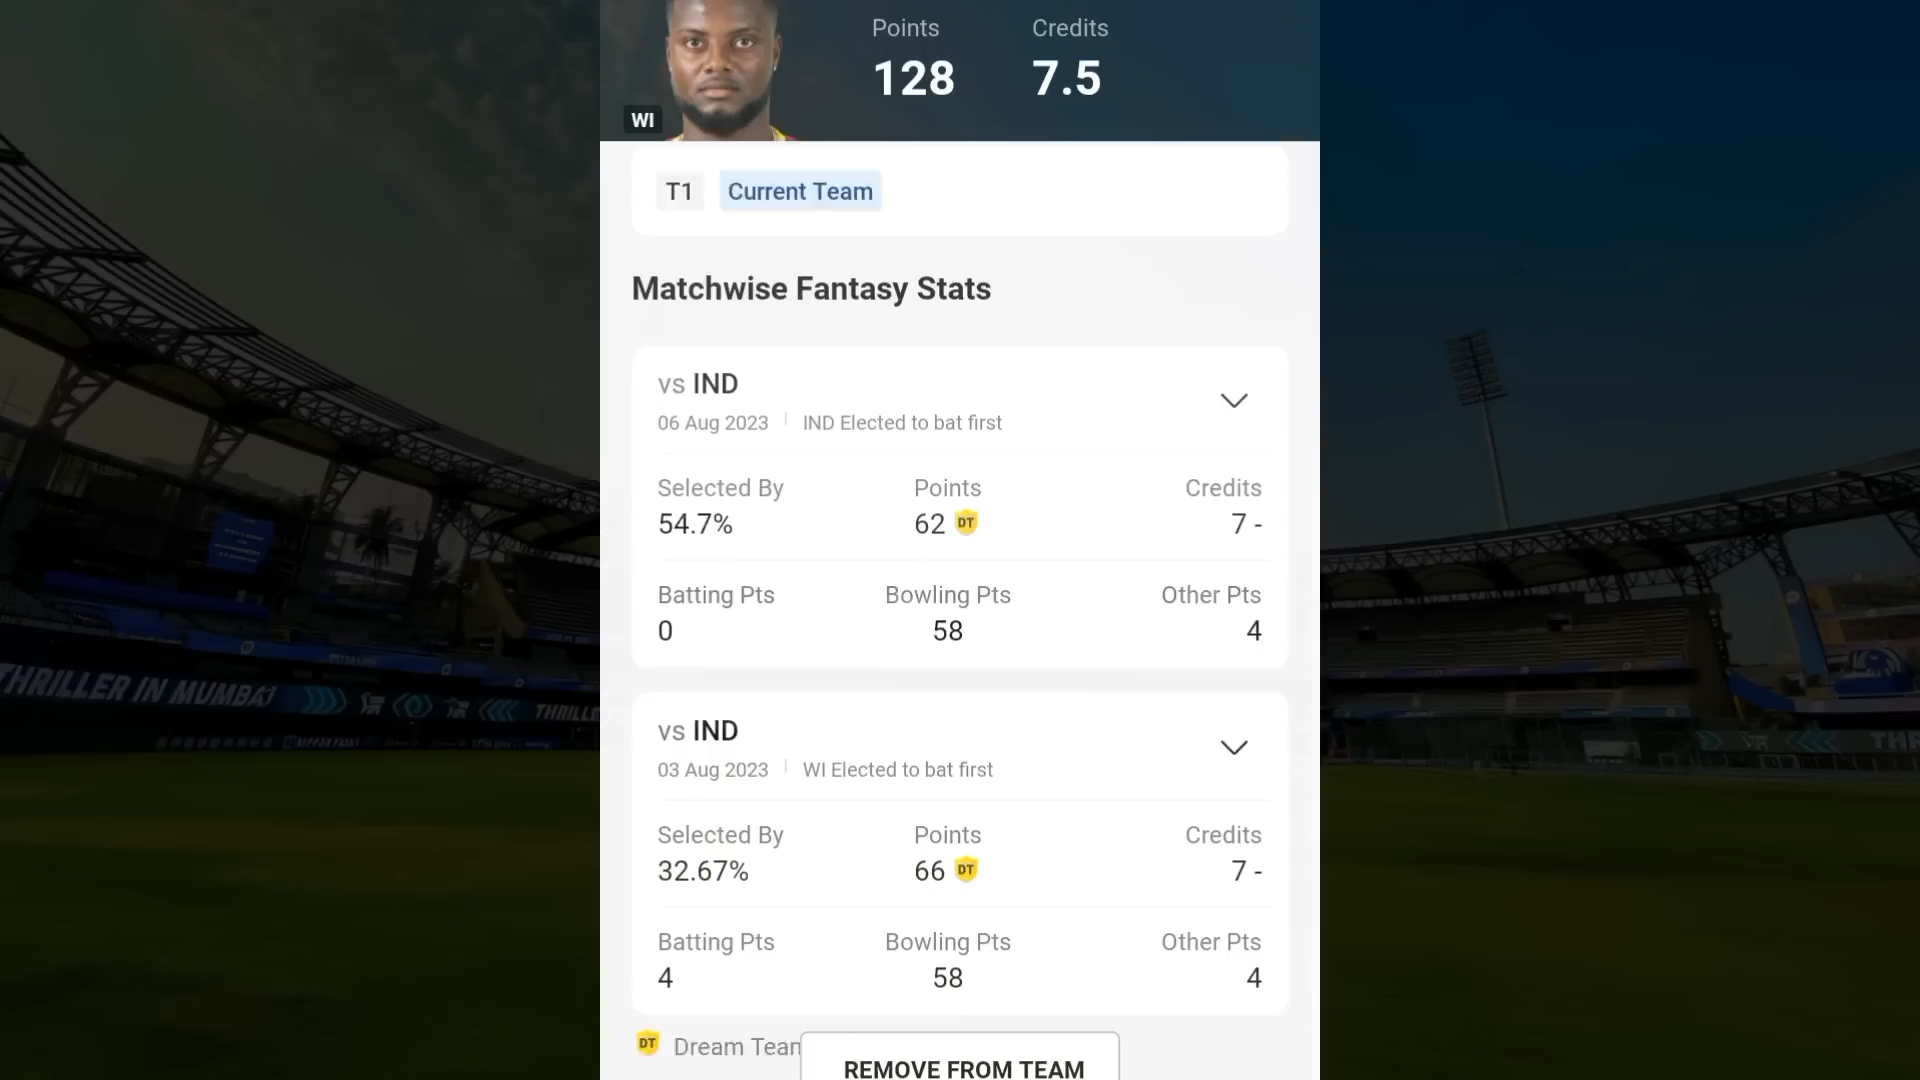 Points Credits
128 7.5
WI
T1 Current Team
Matchwise Fantasy Stats
vs IND
06 Aug 2023 IND Elected to bat first
Selected By Points Credits
54.7% 62 DT 7 -
Batting Pts Bowling Pts Other Pts
0 58 4
vs IND
03 Aug 2023 WI Elected to bat first
Selected By Points Credits
32.67% 66 DT 7 -
Batting Pts Bowling Pts Other Pts
4 58 4
DT Dream Team
REMOVE FROM TEAM
THRILLER IN MUMBAI
THRILLE
THR